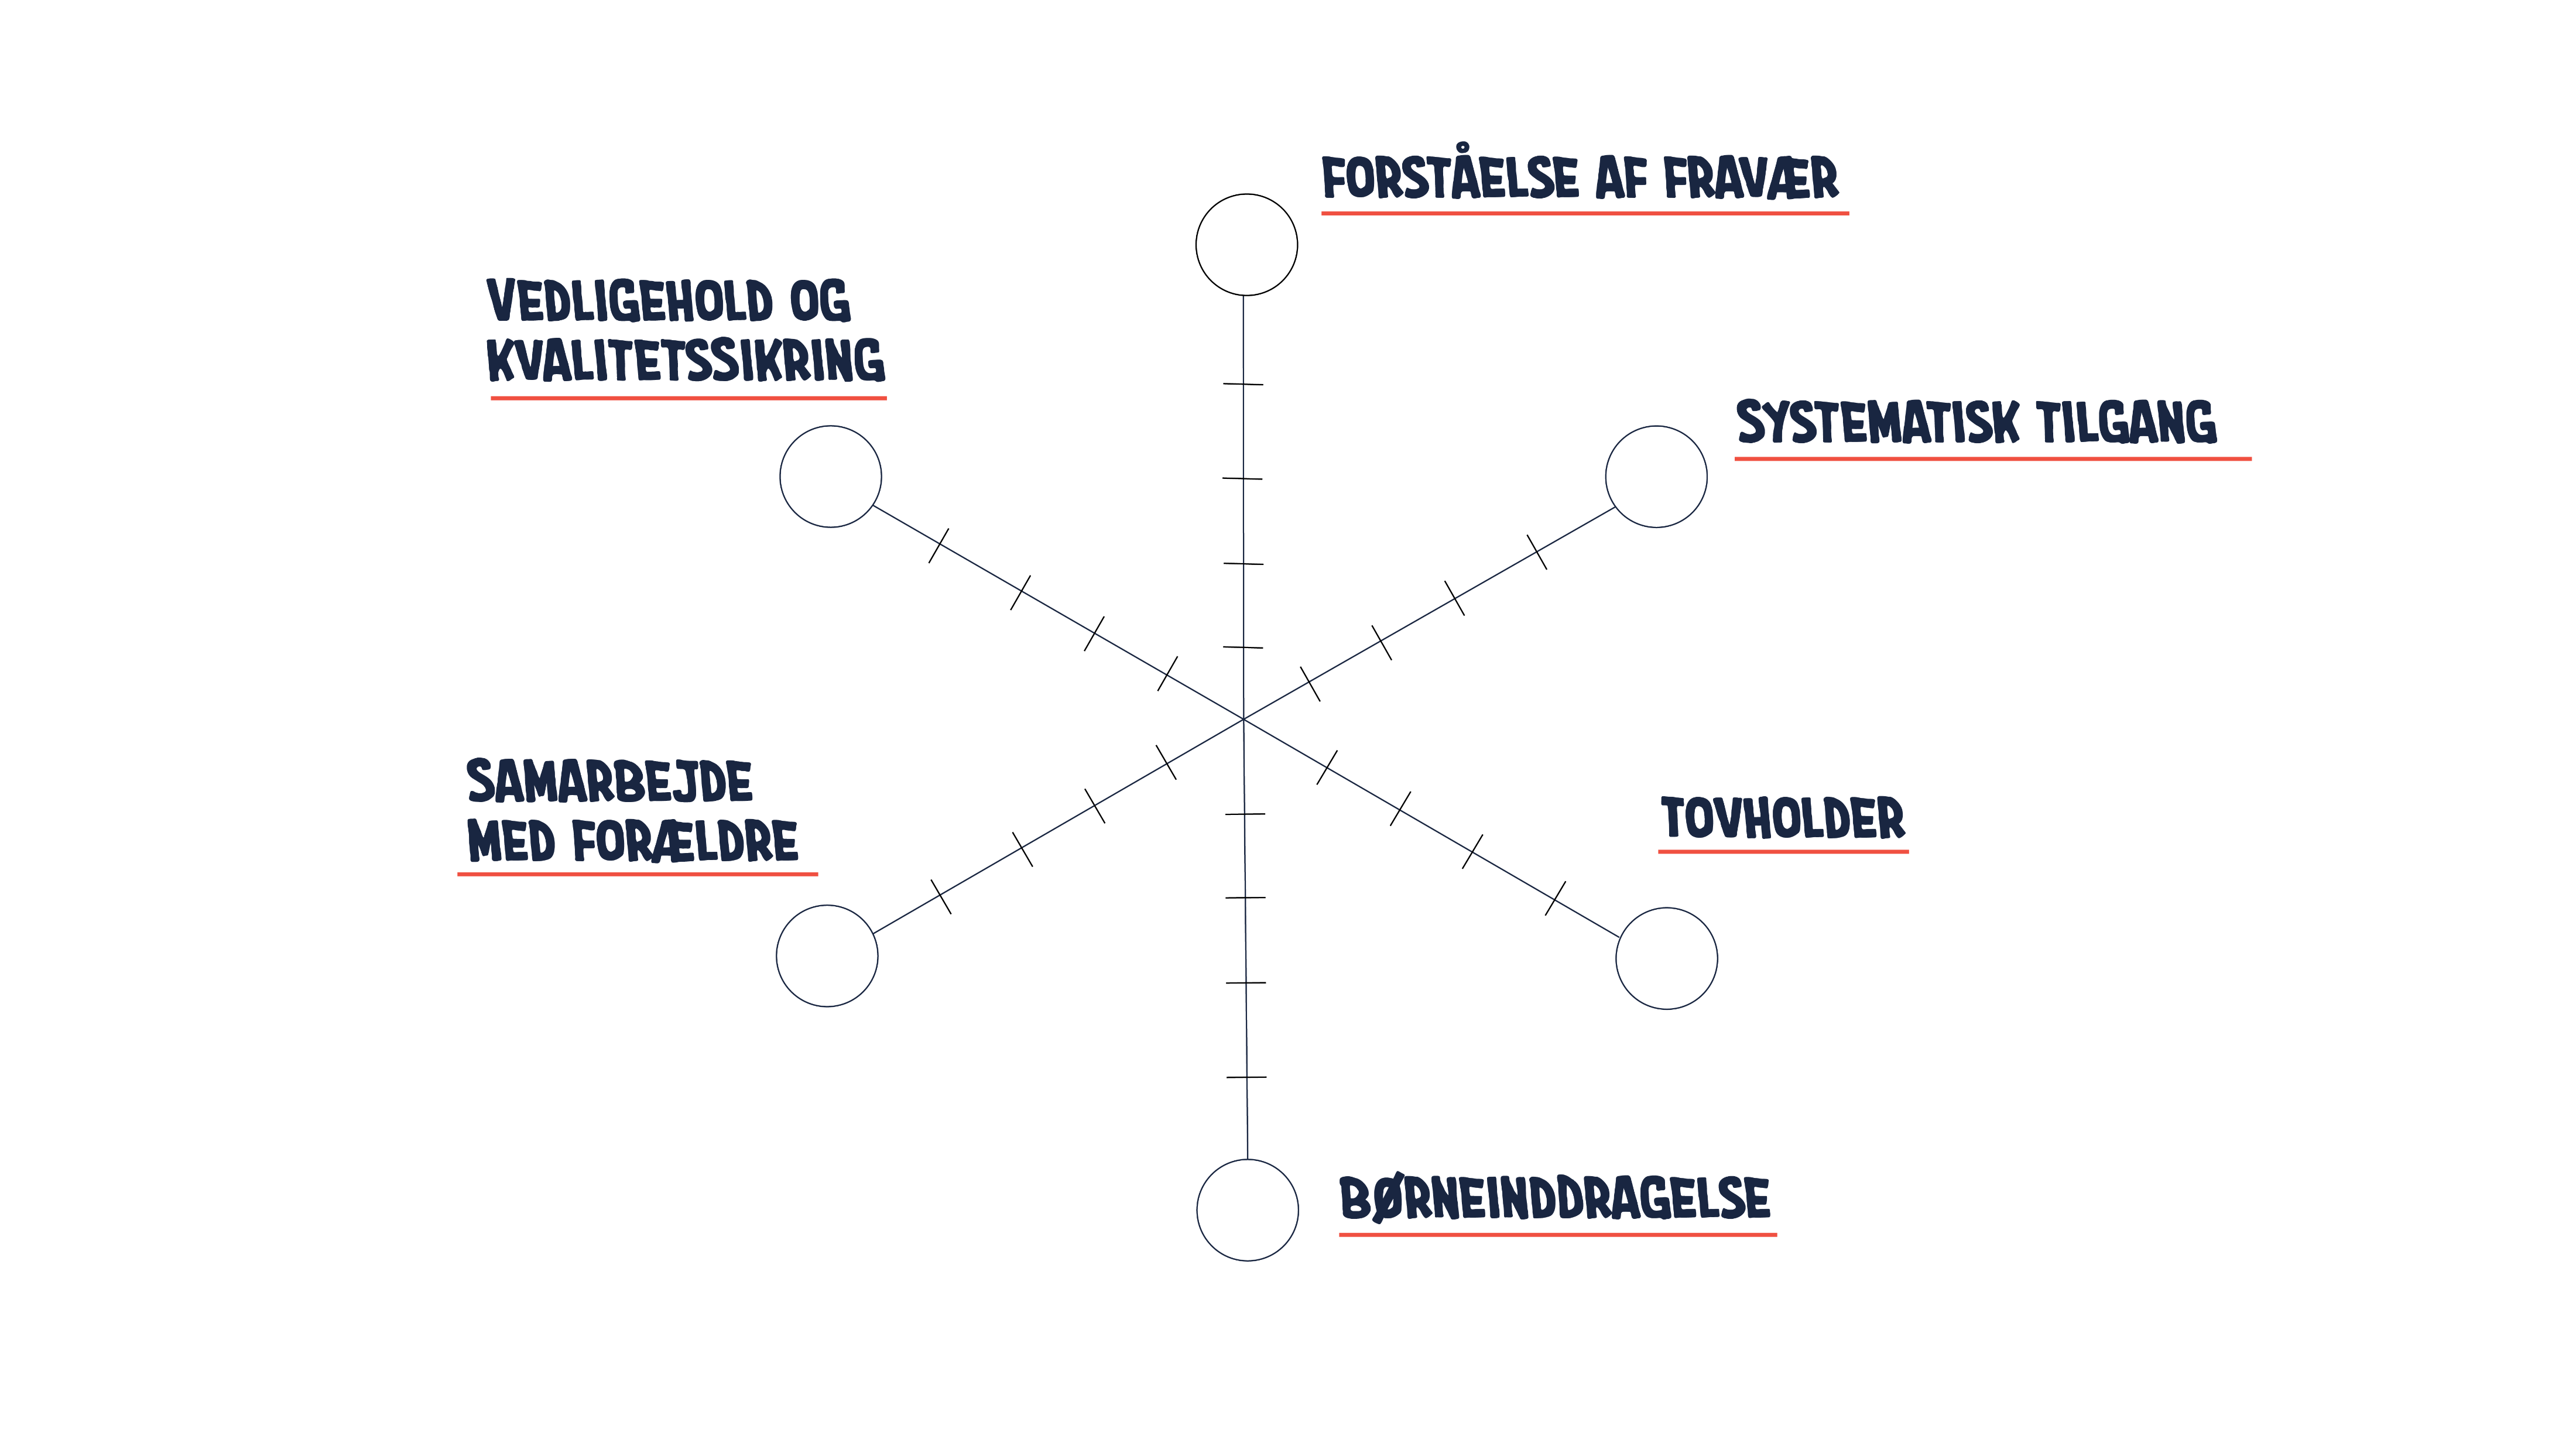 FORSTÅELSE AF FRAVÆR
VEDLIGEHOLD OG
KVALITETSSIKRING
SYSTEMATISK TILGANG
SAMARBEJDE
MED FORÆLDRE
TOVHOLDER
BØRNEINDDRAGELSE